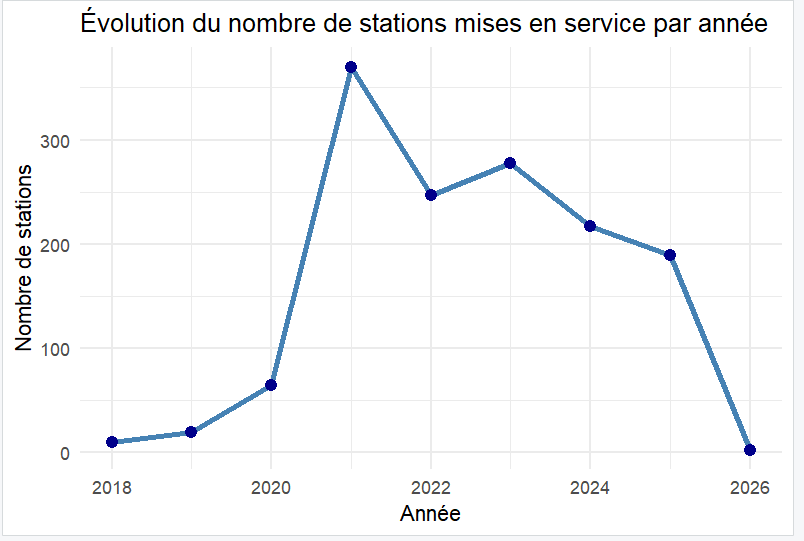 Évolution du nombre de stations mises en service par année
Nombre de stations
300
200
100
0
2018 2020 2022 2024 2026
Année